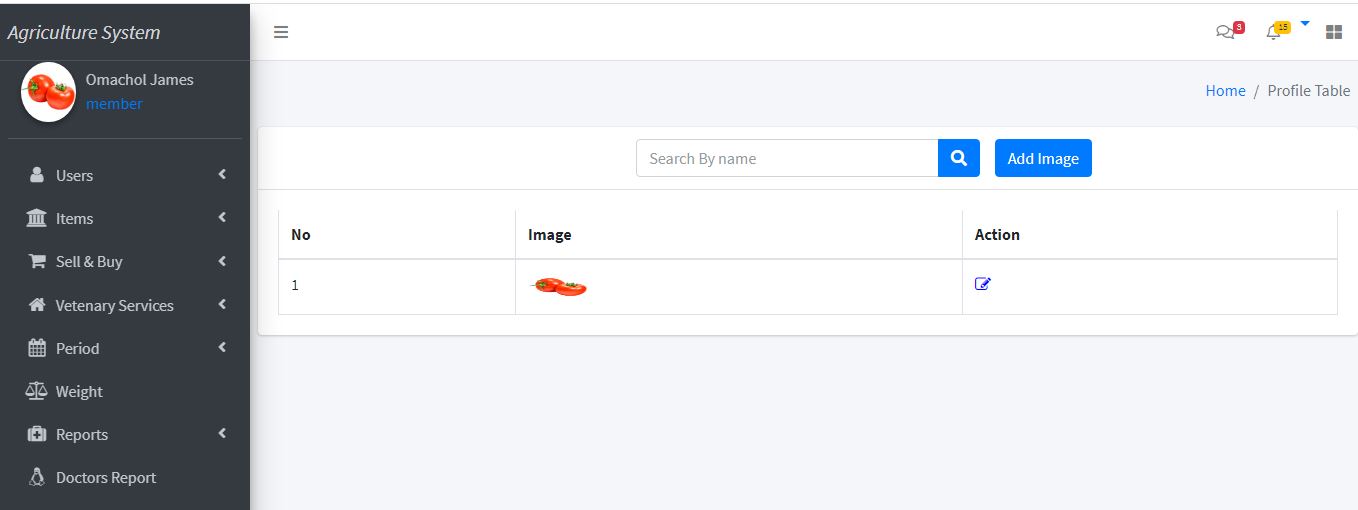 Agriculture System
3
15
Omachol James
member
Home / Profile Table
Search By name
Add Image
No Image Action
1
Users
Items
Sell & Buy
Vetenary Services
Period
Weight
Reports
Doctors Report